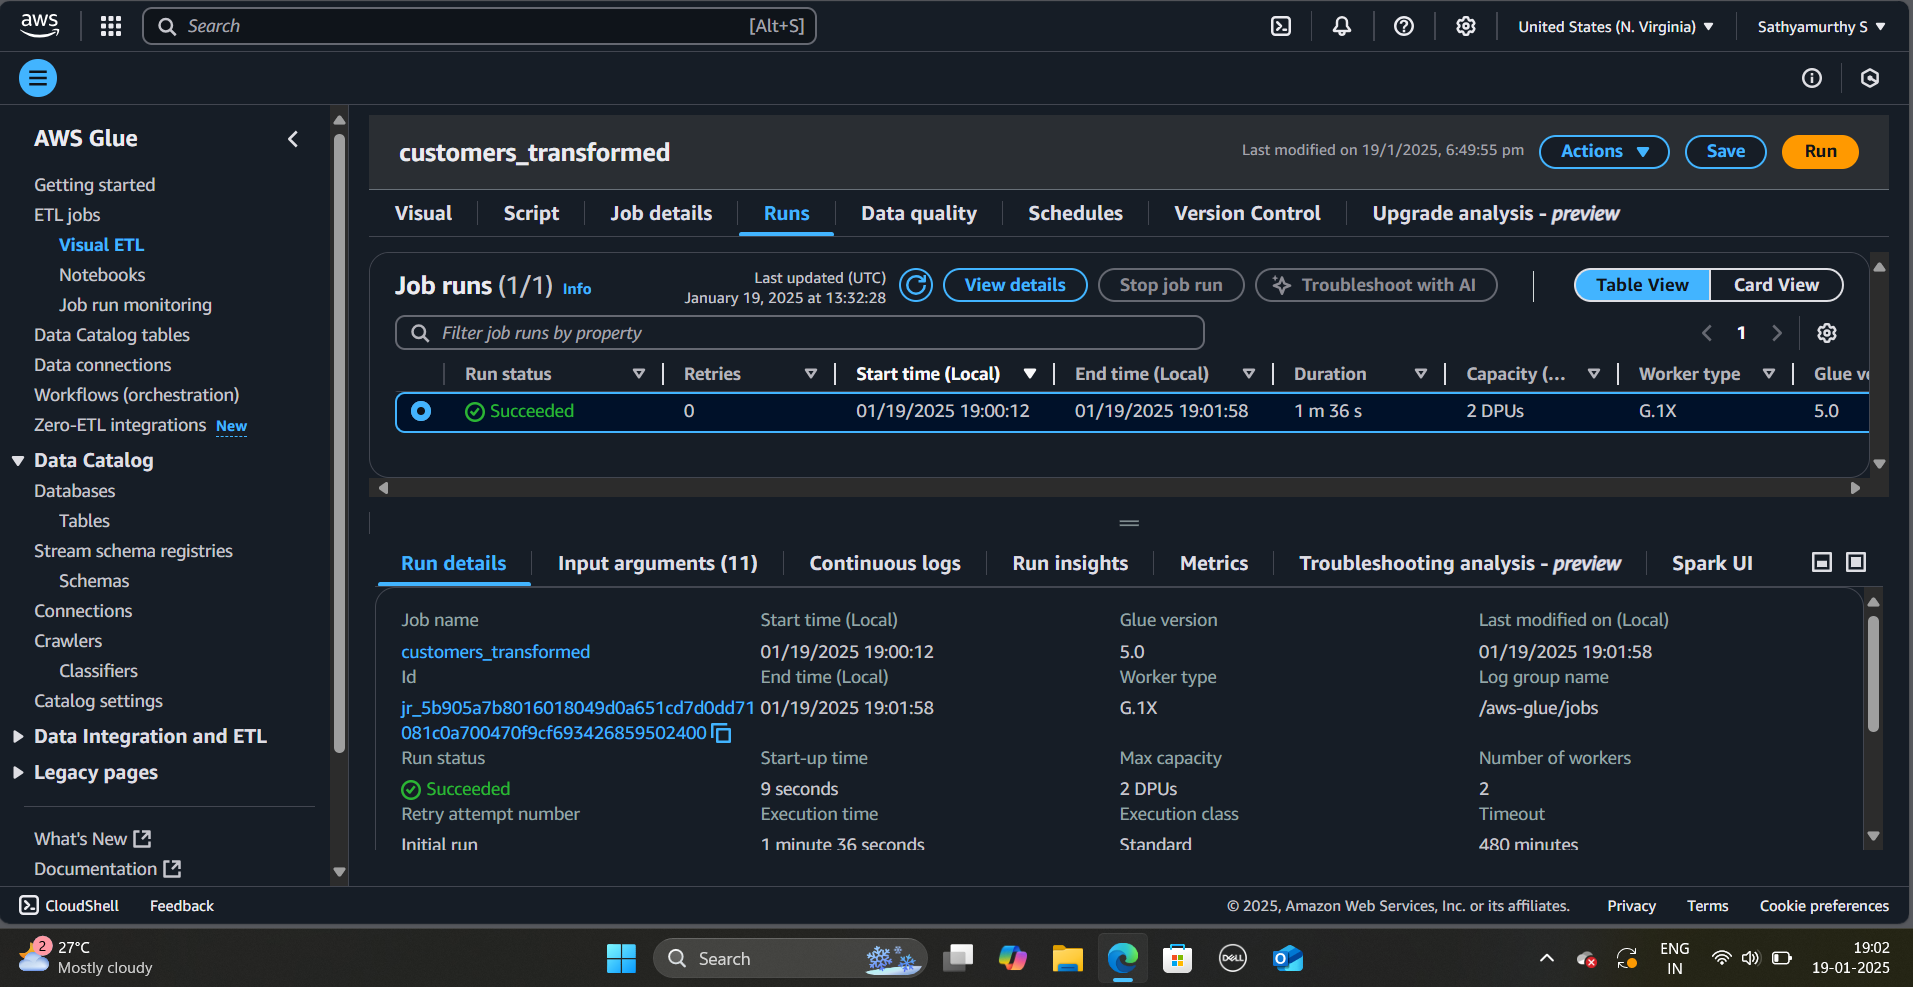 aws
Search
[Alt+S]
United States (N. Virginia)
Sathyamurthy S
AWS Glue
Getting started
ETL jobs
Visual ETL
Notebooks
Job run monitoring
Data Catalog tables
Data connections
Workflows (orchestration)
Zero-ETL integrations New
Data Catalog
Databases
Tables
Stream schema registries
Schemas
Connections
Crawlers
Classifiers
Catalog settings
Data Integration and ETL
Legacy pages
What's New
Documentation
customers_transformed
Last modified on 19/1/2025, 6:49:55 pm
Actions
Save
Run
Visual
Script
Job details
Runs
Data quality
Schedules
Version Control
Upgrade analysis - preview
Job runs (1/1) Info
Last updated (UTC)
January 19, 2025 at 13:32:28
View details
Stop job run
Troubleshoot with AI
Table View
Card View
Filter job runs by property
1
Run status
Retries
Start time (Local)
End time (Local)
Duration
Capacity (...
Worker type
Glue ve
Succeeded
0
01/19/2025 19:00:12
01/19/2025 19:01:58
1 m 36 s
2 DPUs
G.1X
5.0
Run details
Input arguments (11)
Continuous logs
Run insights
Metrics
Troubleshooting analysis - preview
Spark UI
Job name
customers_transformed
Start time (Local)
01/19/2025 19:00:12
Glue version
5.0
Last modified on (Local)
01/19/2025 19:01:58
Id
jr_5b905a7b8016018049d0a651cd7d0dd71
081c0a700470f9cf693426859502400
End time (Local)
01/19/2025 19:01:58
Worker type
G.1X
Log group name
/aws-glue/jobs
Run status
Succeeded
Start-up time
9 seconds
Max capacity
2 DPUs
Number of workers
2
Retry attempt number
Initial run
Execution time
1 minute 36 seconds
Execution class
Standard
Timeout
480 minutes
CloudShell
Feedback
© 2025, Amazon Web Services, Inc. or its affiliates.
Privacy
Terms
Cookie preferences
2
27°C
Mostly cloudy
Search
DELL
ENG
IN
19:02
19-01-2025